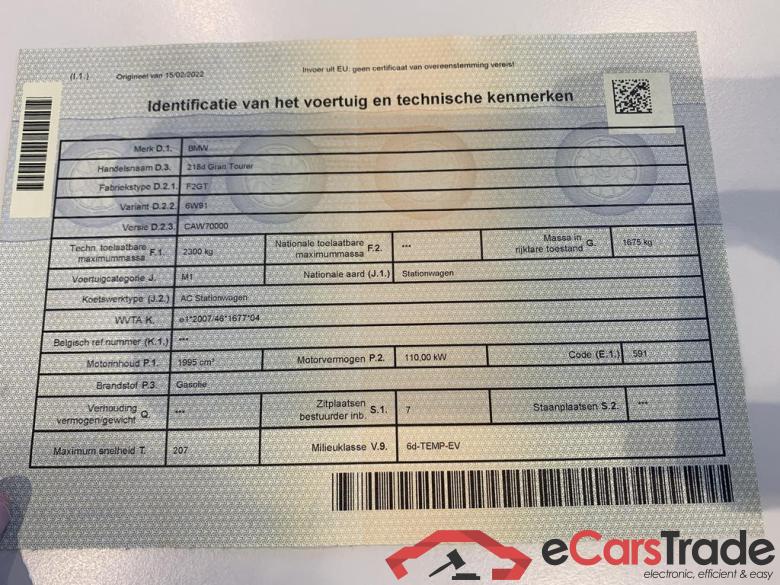 (I.1.) Origineel van 15/02/2022 Invoer uit EU: geen certificaat van overeenstemming vereist
Identificatie van het voertuig en technische kenmerken
Merk D.1. BMW
Handelsnaam D.3. 218d Gran Tourer
Fabriekstype D.2.1. F2GT
Variant D.2.2. 6W91
Versie D.2.3. CAW70000
Techn. toelaatbare maximummassa F.1. 2300 kg Nationale toelaatbare maximummassa F.2. *** Massa in rijklare toestand G. 1675 kg
Voertuigcategorie J. M1 Nationale aard (J.1.) Stationwagen
Koetswerktype (J.2.) AC Stationwagen
WVTA K. e1*2007/46*1677*04
Belgisch ref.nummer (K.1.) ***
Motorinhoud P.1. 1995 cm³ Motorvermogen P.2. 110,00 kW Code (E.1.) 591
Brandstof P.3. Gasolie
Verhouding vermogen/gewicht Q. *** Zitplaatsen bestuurder inb. S.1. 7 Staanplaatsen S.2. ***
Maximum snelheid T. 207 Milieuklasse V.9. 6d-TEMP-EV
eCarsTrade
electronic, efficient & easy